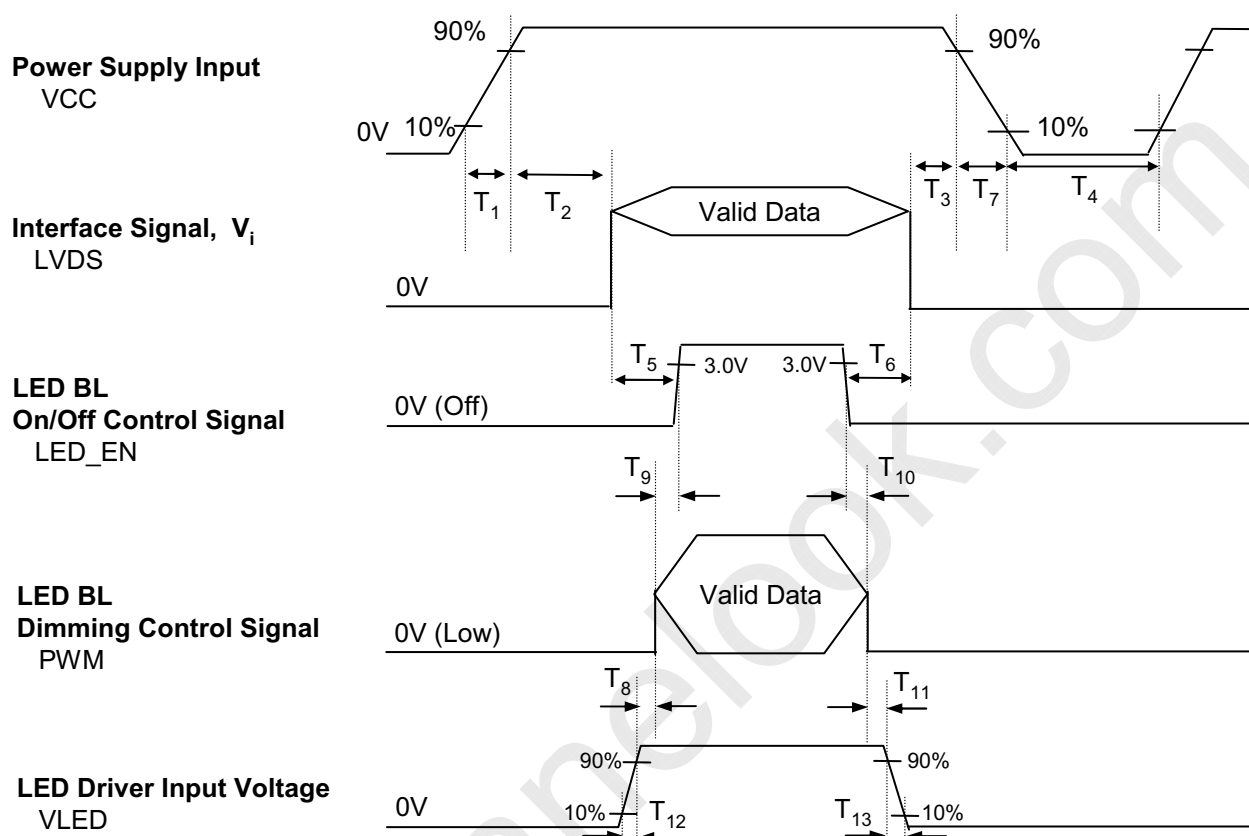 90%
90%
Power Supply Input
VCC
0V 10%
10%
T1
T2
T3
T7
T4
Interface Signal, Vi
LVDS
Valid Data
0V
T5
3.0V
3.0V
T6
LED BL
On/Off Control Signal
LED_EN
0V (Off)
T9
T10
LED BL
Dimming Control Signal
PWM
Valid Data
0V (Low)
T8
T11
90%
90%
LED Driver Input Voltage
VLED
0V
10%
T12
T13
10%
nelook.com